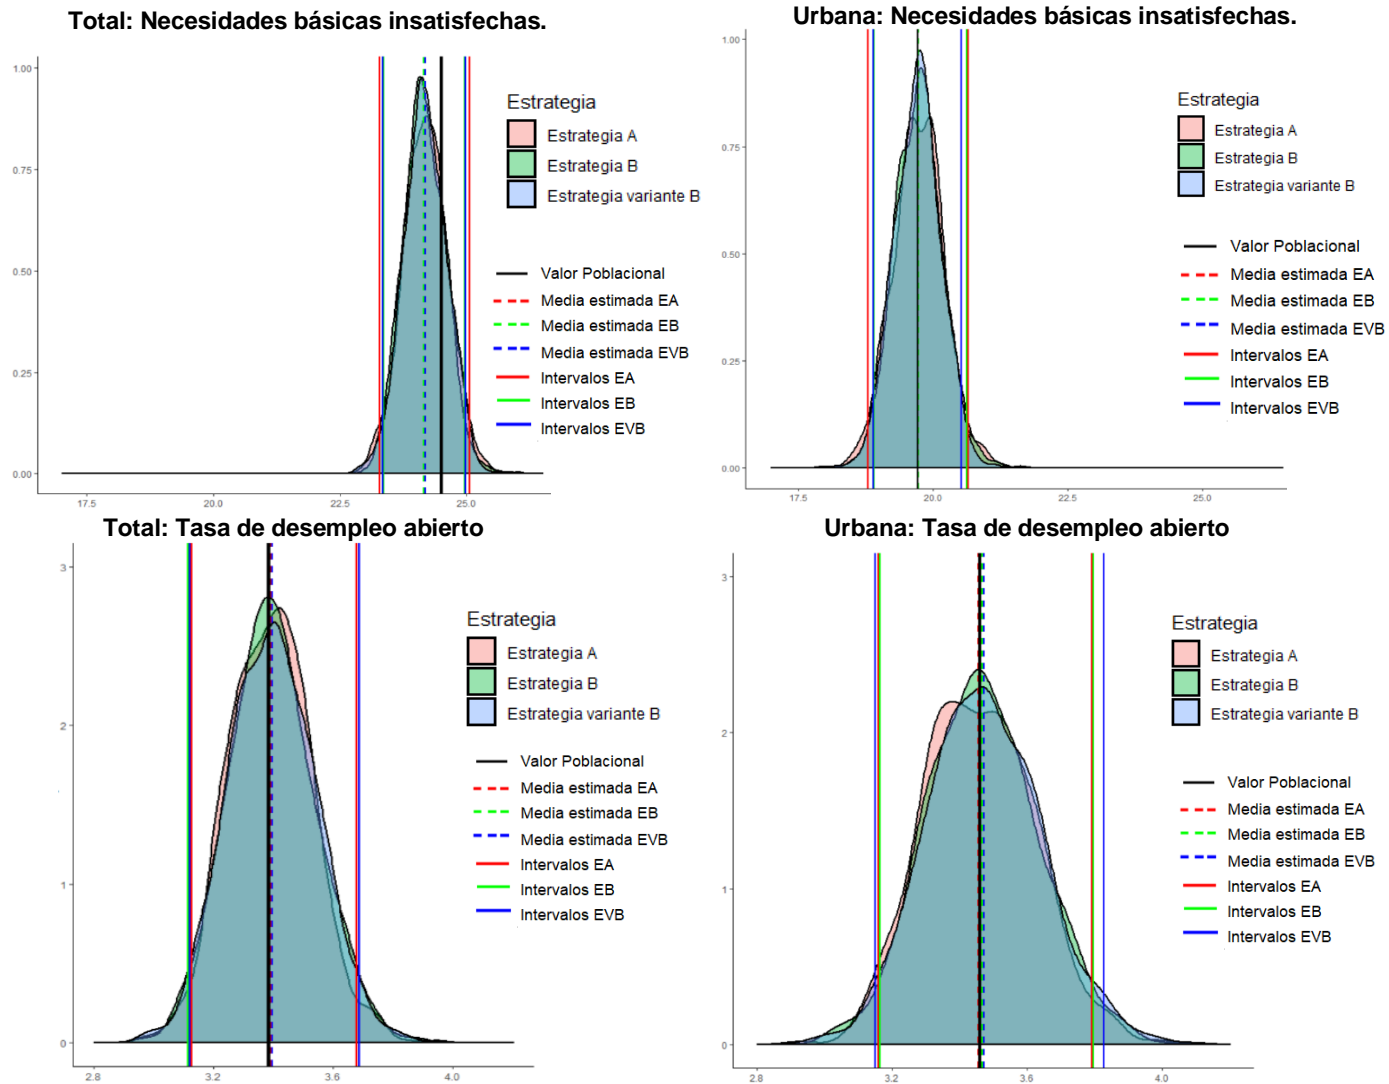 Total: Necesidades básicas insatisfechas.
1.00
0.75
0.50
0.25
0.00
17.5
20.0
22.5
25.0
Estrategia
Estrategia A
Estrategia B
Estrategia variante B
Valor Poblacional
Media estimada EA
Media estimada EB
Media estimada EVB
Intervalos EA
Intervalos EB
Intervalos EVB
Urbana: Necesidades básicas insatisfechas.
1.00
0.75
0.50
0.25
0.00
17.5
20.0
22.5
25.0
Estrategia
Estrategia A
Estrategia B
Estrategia variante B
Valor Poblacional
Media estimada EA
Media estimada EB
Media estimada EVB
Intervalos EA
Intervalos EB
Intervalos EVB
Total: Tasa de desempleo abierto
3
2
1
0
2.8
3.2
3.6
4.0
Estrategia
Estrategia A
Estrategia B
Estrategia variante B
Valor Poblacional
Media estimada EA
Media estimada EB
Media estimada EVB
Intervalos EA
Intervalos EB
Intervalos EVB
Urbana: Tasa de desempleo abierto
3
2
1
0
2.8
3.2
3.6
4.0
Estrategia
Estrategia A
Estrategia B
Estrategia variante B
Valor Poblacional
Media estimada EA
Media estimada EB
Media estimada EVB
Intervalos EA
Intervalos EB
Intervalos EVB